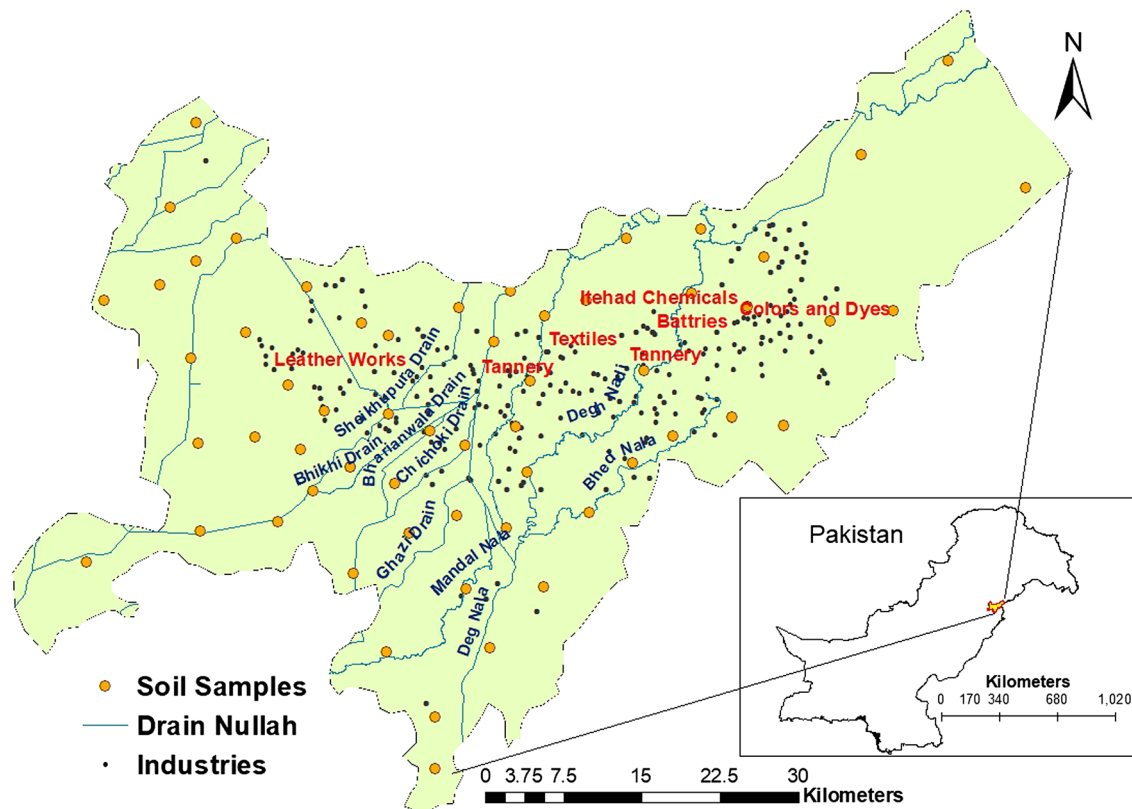 N
Itehad Chemicals
Colors and Dyes
Battries
Textiles
Leather Works
Tannery
Tannery
Sheikhupura Drain
Bharianwala Drain
Degh Nadi
Bhikhi Drain
Chichoki Drain
Bhed Nala
Ghazi Drain
Mandal Nala
Deg Nala
Pakistan
Kilometers
0 170 340 680 1,020
Soil Samples
Drain Nullah
Industries
0 3.75 7.5 15 22.5 30
Kilometers